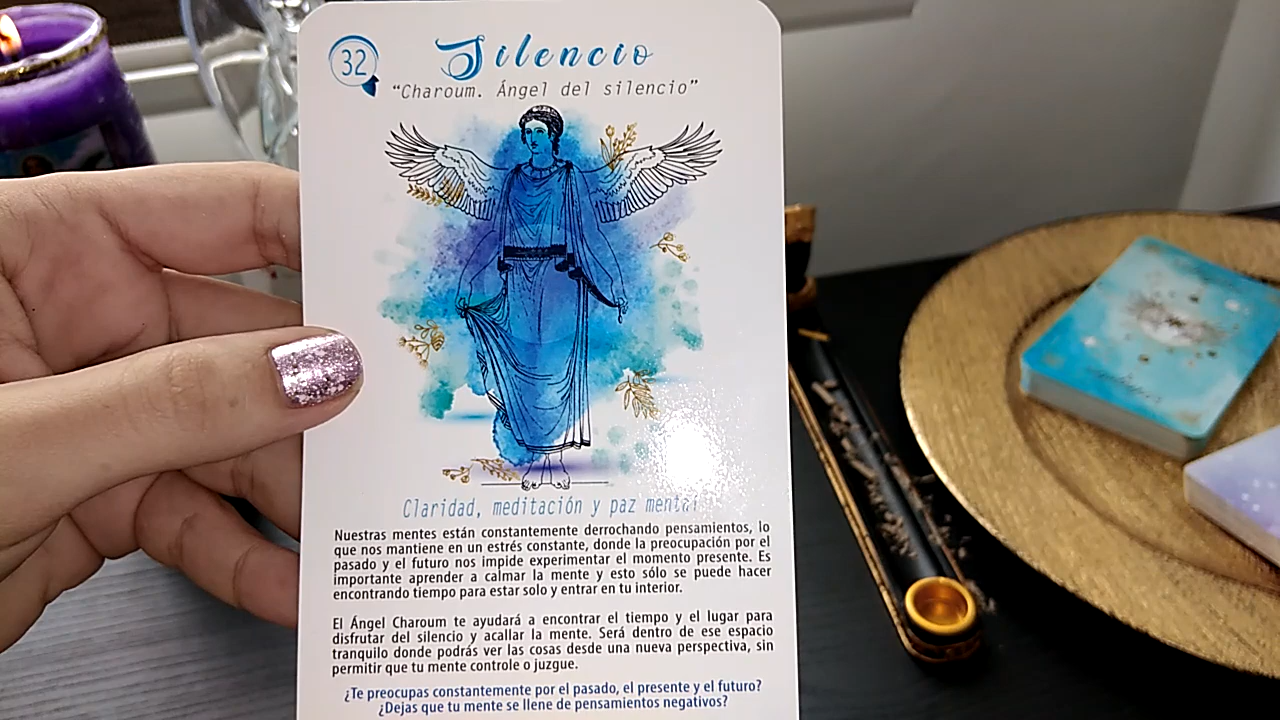 32
Silencio
“Charoum. Ángel del silencio”
Claridad, meditación y paz mental
Nuestras mentes están constantemente derrochando pensamientos, lo
que nos mantiene en un estrés constante, donde la preocupación por el
pasado y el futuro nos impide experimentar el momento presente. Es
importante aprender a calmar la mente y esto sólo se puede hacer
encontrando tiempo para estar solo y entrar en tu interior.
El Ángel Charoum te ayudará a encontrar el tiempo y el lugar para
disfrutar del silencio y acallar la mente. Será dentro de ese espacio
tranquilo donde podrás ver las cosas desde una nueva perspectiva, sin
permitir que tu mente controle o juzgue.
¿Te preocupas constantemente por el pasado, el presente y el futuro?
¿Dejas que tu mente se llene de pensamientos negativos?